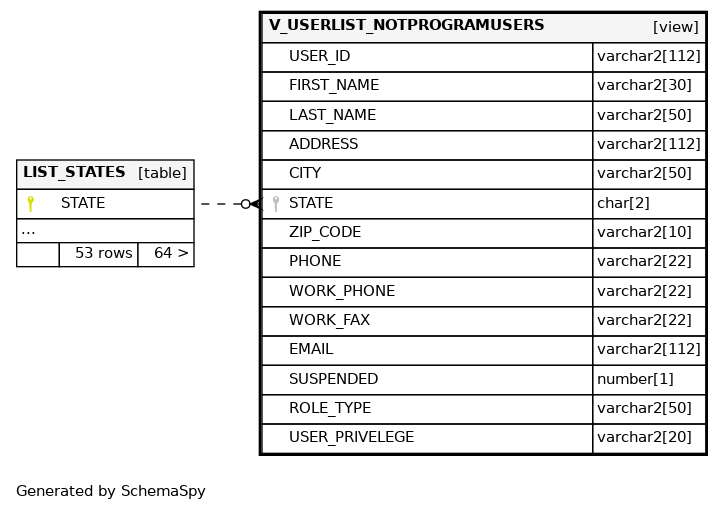 V_USERLIST_NOTPROGRAMUSERS [view]
USER_ID varchar2[112]
FIRST_NAME varchar2[30]
LAST_NAME varchar2[50]
ADDRESS varchar2[112]
CITY varchar2[50]
STATE char[2]
ZIP_CODE varchar2[10]
PHONE varchar2[22]
WORK_PHONE varchar2[22]
WORK_FAX varchar2[22]
EMAIL varchar2[112]
SUSPENDED number[1]
ROLE_TYPE varchar2[50]
USER_PRIVELEGE varchar2[20]
LIST_STATES [table]
STATE
...
53 rows 64 >
Generated by SchemaSpy